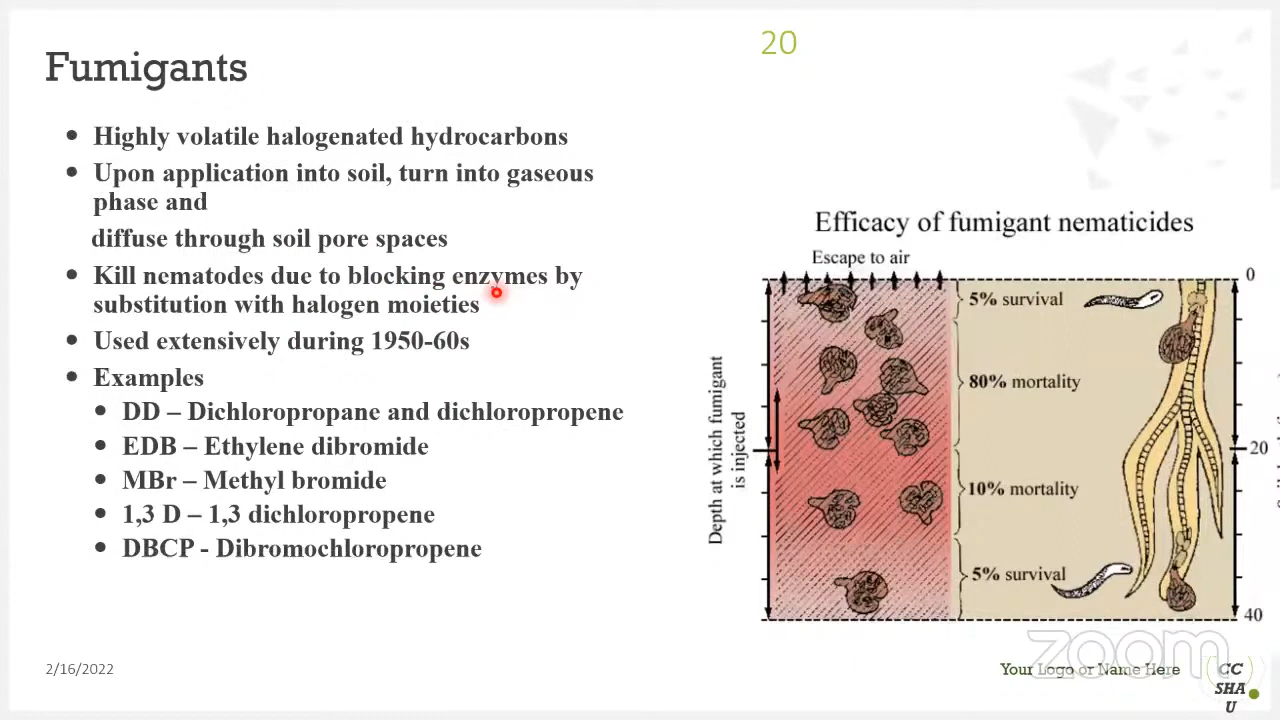 20
Fumigants
Highly volatile halogenated hydrocarbons
Upon application into soil, turn into gaseous
phase and
diffuse through soil pore spaces
Kill nematodes due to blocking enzymes by
substitution with halogen moieties
Used extensively during 1950-60s
Examples
DD – Dichloropropane and dichloropropene
EDB – Ethylene dibromide
MBr – Methyl bromide
1,3 D – 1,3 dichloropropene
DBCP - Dibromochloropropene
Efficacy of fumigant nematicides
Escape to air
0
5% survival
80% mortality
Depth at which fumigant
is injected
20
10% mortality
5% survival
40
zoom
2/16/2022
Your Logo or Name Here
CC
SHA
U